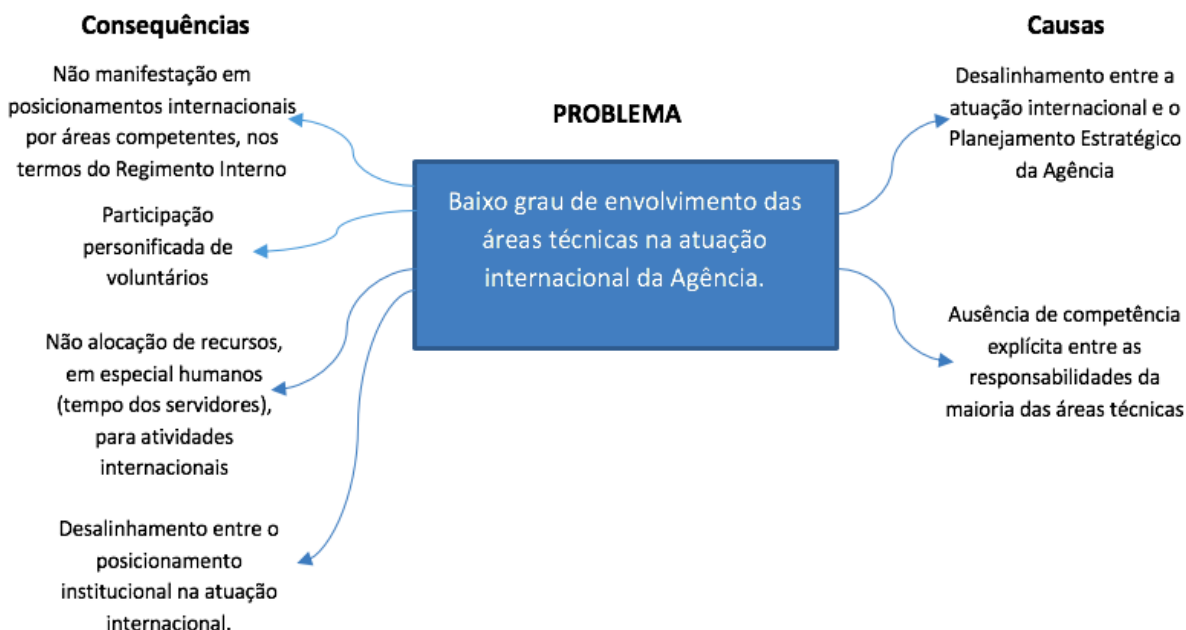 Consequências
Não manifestação em
posicionamentos internacionais
por áreas competentes, nos
termos do Regimento Interno
Participação
personificada de
voluntários
Não alocação de recursos,
em especial humanos
(tempo dos servidores),
para atividades
internacionais
Desalinhamento entre o
posicionamento
institucional na atuação
internacional.
PROBLEMA
Baixo grau de envolvimento das
áreas técnicas na atuação
internacional da Agência.
Causas
Desalinhamento entre a
atuação internacional e o
Planejamento Estratégico
da Agência
Ausência de competência
explícita entre as
responsabilidades da
maioria das áreas técnicas